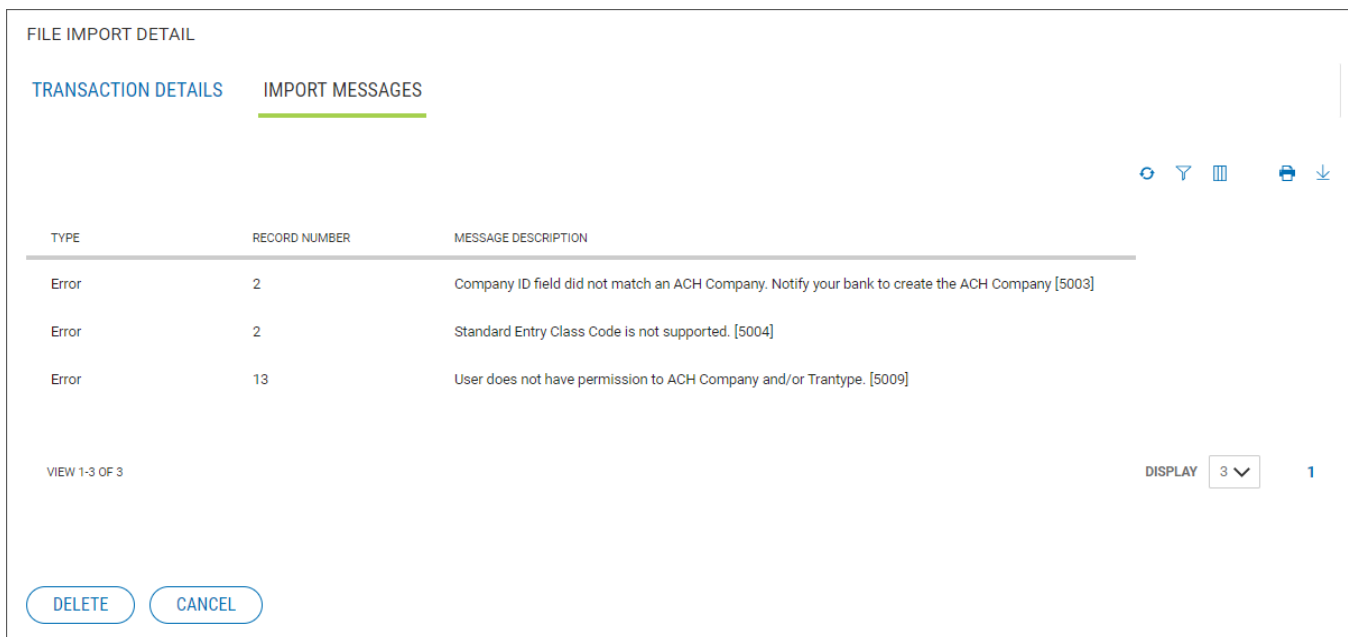 FILE IMPORT DETAIL
TRANSACTION DETAILS IMPORT MESSAGES
TYPE RECORD NUMBER MESSAGE DESCRIPTION
Error 2 Company ID field did not match an ACH Company. Notify your bank to create the ACH Company [5003]
Error 2 Standard Entry Class Code is not supported. [5004]
Error 13 User does not have permission to ACH Company and/or Trantype. [5009]
VIEW 1-3 OF 3 DISPLAY 3 1
DELETE CANCEL